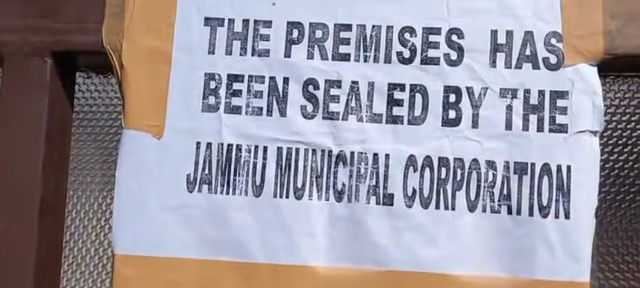 THE PREMISES HAS
BEEN SEALED BY THE
JAMMU MUNICIPAL CORPORATION